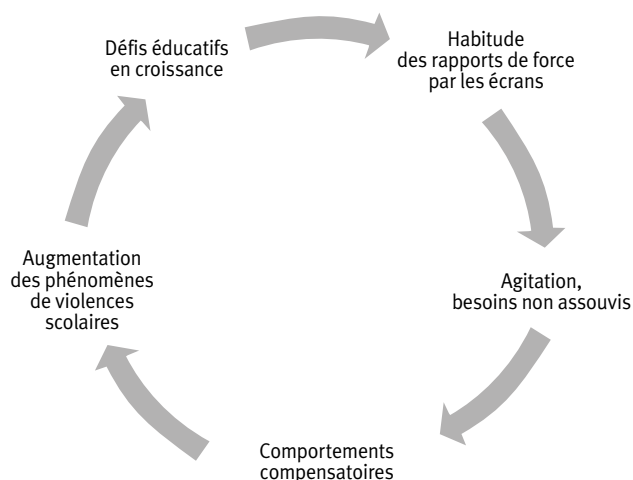 Défis éducatifs
en croissance
Habitude
des rapports de force
par les écrans
Agitation,
besoins non assouvis
Comportements
compensatoires
Augmentation
des phénomènes
de violences
scolaires